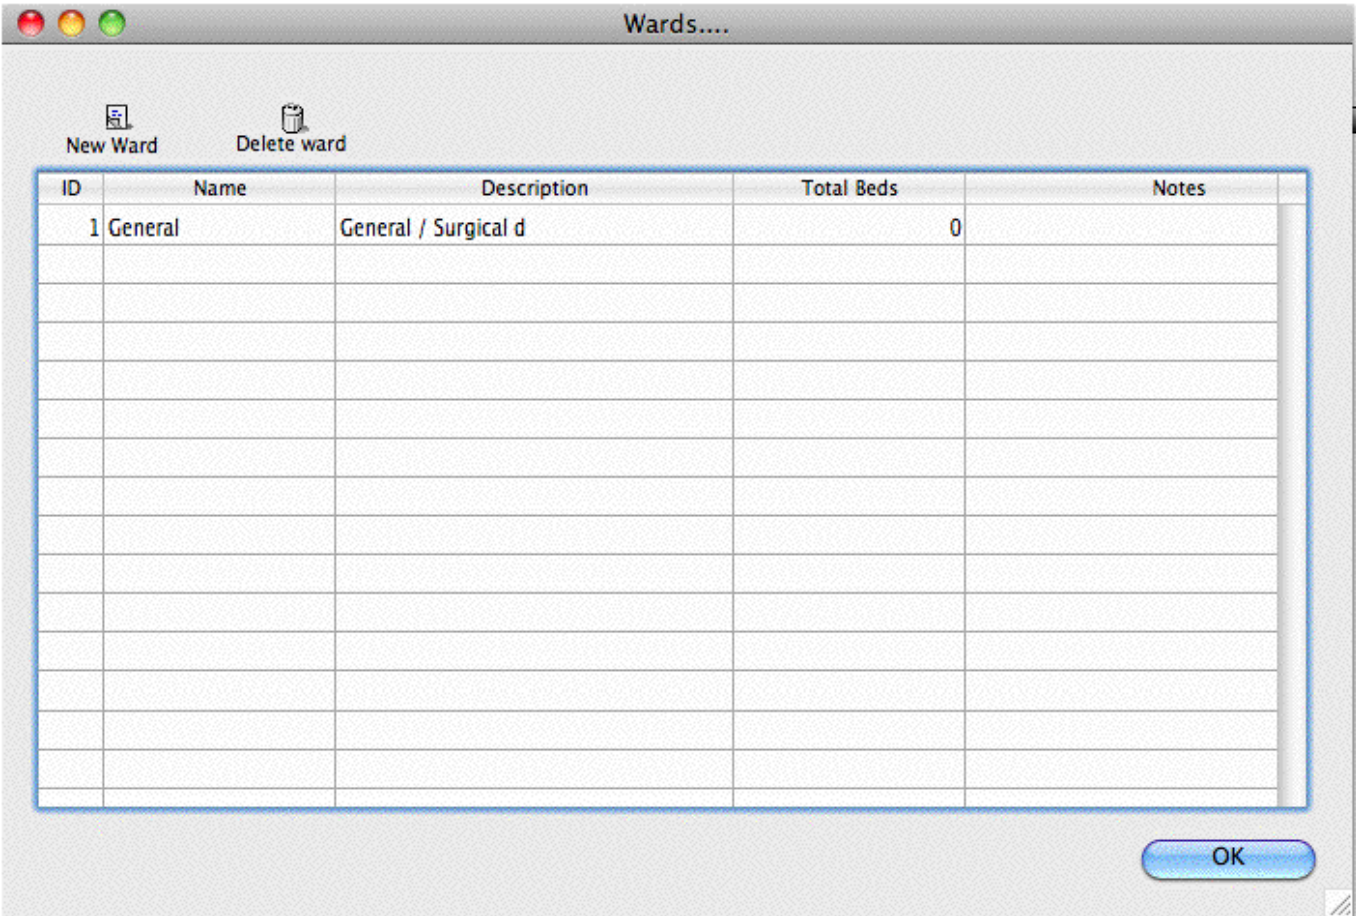 Wards....
New Ward Delete ward
ID Name Description Total Beds Notes
1 General General / Surgical d 0
OK